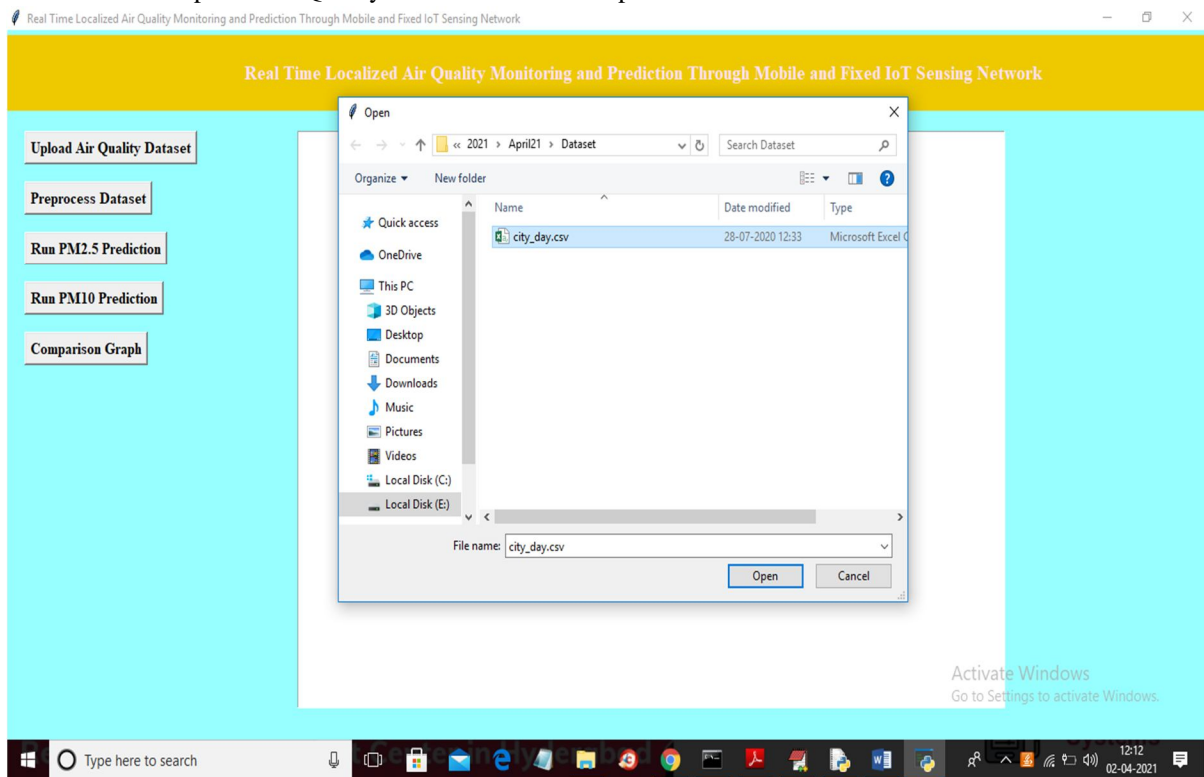 Real Time Localized Air Quality Monitoring and Prediction Through Mobile and Fixed IoT Sensing Network
Real Time Localized Air Quality Monitoring and Prediction Through Mobile and Fixed IoT Sensing Network
Upload Air Quality Dataset
Preprocess Dataset
Run PM2.5 Prediction
Run PM10 Prediction
Comparison Graph
Open
« 2021 › April21 › Dataset
Search Dataset
Organize
New folder
Name
Date modified
Type
city_day.csv
28-07-2020 12:33
Microsoft Excel C
Quick access
OneDrive
This PC
3D Objects
Desktop
Documents
Downloads
Music
Pictures
Videos
Local Disk (C:)
Local Disk (E:)
File name:
city_day.csv
Open
Cancel
Activate Windows
Go to Settings to activate Windows.
Type here to search
12:12
02-04-2021